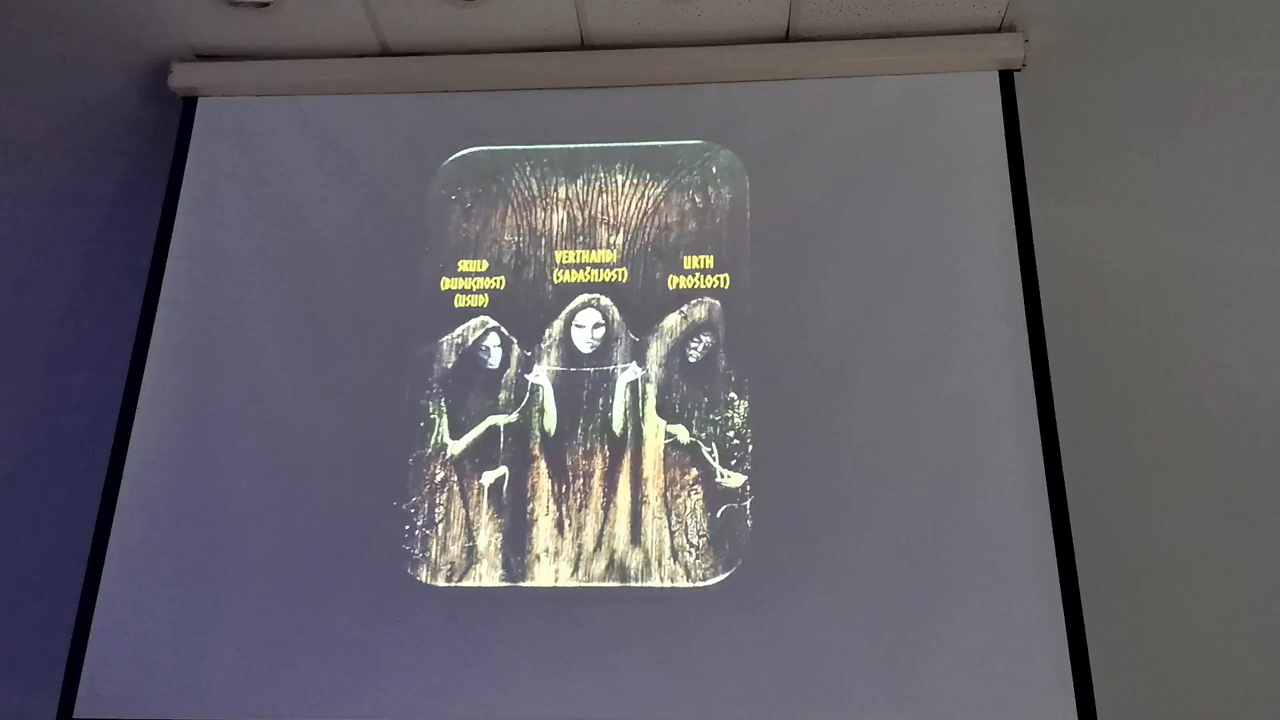 SKULD
(BUDUĆNOST)
(USUD)
VERTHANDI
(SADAŠNJOST)
URTH
(PROŠLOST)